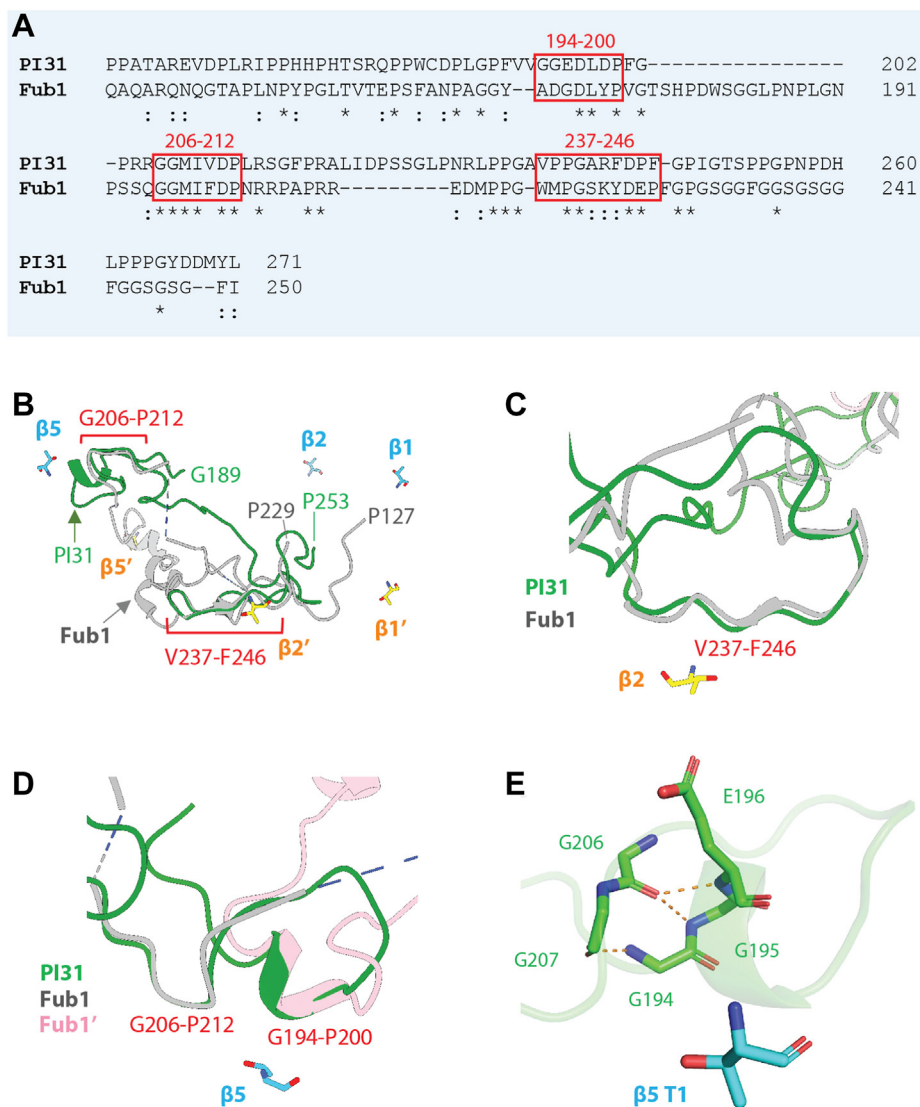 A
194-200
PI31 PPATAREVDPLRIPPHHPHTSRQPPWCDPLGPFVVGGEDLDPFG---------------- 202
Fub1 QAQARQNQGTAPLNPYPGLTVTEPSFANPAGGY--ADGDLYPVGTSHPDWSGGLPNPLGN 191
: : : * * : * * : ** * *
206-212 237-246
PI31 -PRRGGMIVDPLRSGFPRALIDPSSGLPNRLPPGAVPPGARFDPF-GPIGTSPPGPNPDH 260
Fub1 PSSQGGMIFDPNRRPAPRR---------EDMPPG-WMPGSKYDEPFGPGSGGFGGSGSGG 241
:**** ** * ** : : *** **:::** ** *
PI31 LPPPGYDDMYL 271
Fub1 FGGSGSG--FI 250
* ::
B
G206-P212
β5
β2
β1
G189
P229
P253
P127
PI31
β5′
Fub1
β2′
β1′
V237-F246
C
PI31
Fub1
V237-F246
β2
D
PI31
Fub1
Fub1′
G206-P212
G194-P200
β5
E
E196
G206
G207
G195
G194
β5 T1